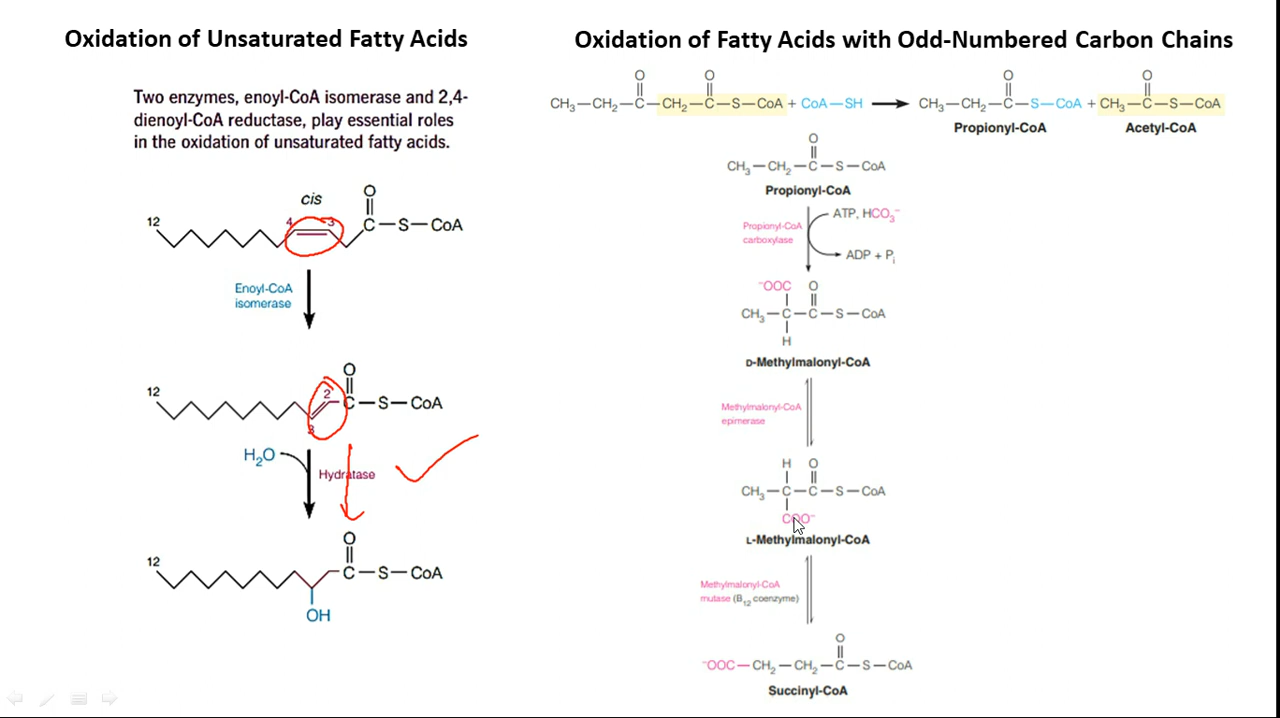 Oxidation of Unsaturated Fatty Acids
Two enzymes, enoyl-CoA isomerase and 2,4-
dienoyl-CoA reductase, play essential roles
in the oxidation of unsaturated fatty acids.
cis
O
12
4
3
C—S—CoA
Enoyl-CoA
isomerase
O
12
2
C—S—CoA
3
H₂O
Hydratase
O
12
C—S—CoA
OH
Oxidation of Fatty Acids with Odd-Numbered Carbon Chains
O O O O
CH₃—CH₂—C—CH₂—C—S—CoA + CoA—SH → CH₃—CH₂—C—S—CoA + CH₃—C—S—CoA
Propionyl-CoA Acetyl-CoA
O
CH₃—CH₂—C—S—CoA
Propionyl-CoA
ATP, HCO₃⁻
Propionyl-CoA
carboxylase
ADP + Pi
⁻OOC O
CH₃—C—C—S—CoA
H
D-Methylmalonyl-CoA
Methylmalonyl-CoA
epimerase
H O
CH₃—C—C—S—CoA
COO⁻
L-Methylmalonyl-CoA
Methylmalonyl-CoA
mutase (B₁₂ coenzyme)
O
⁻OOC—CH₂—CH₂—C—S—CoA
Succinyl-CoA